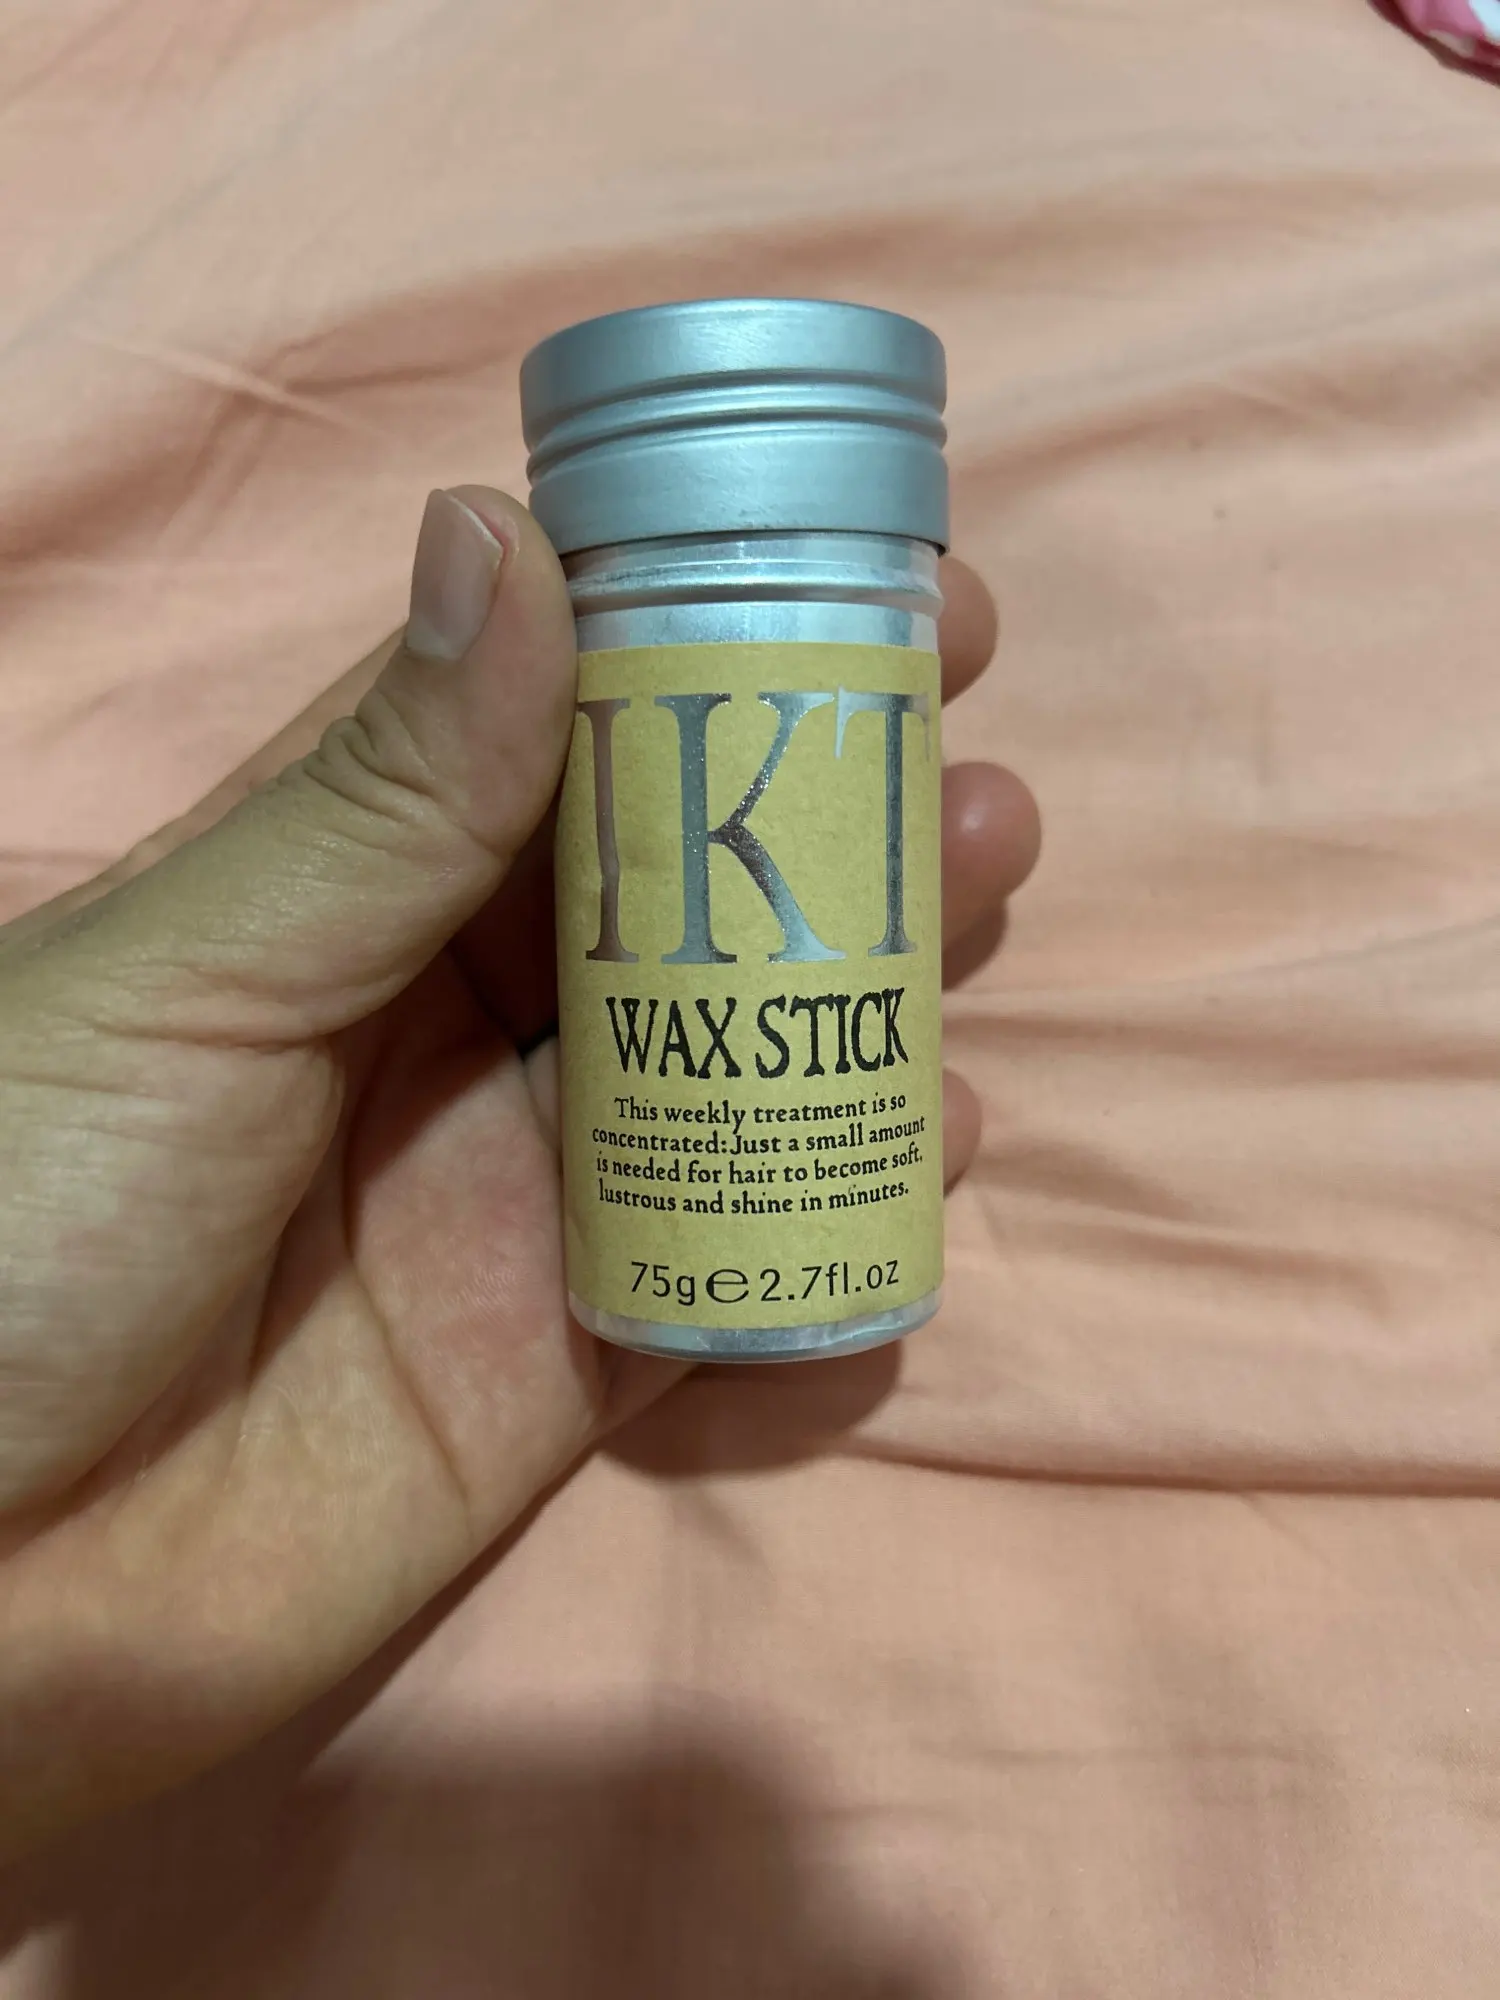 IKT
WAX STICK
This weekly treatment is so
concentrated:Just a small amount
is needed for hair to become soft,
lustrous and shine in minutes.
75g℮2.7fl.oz